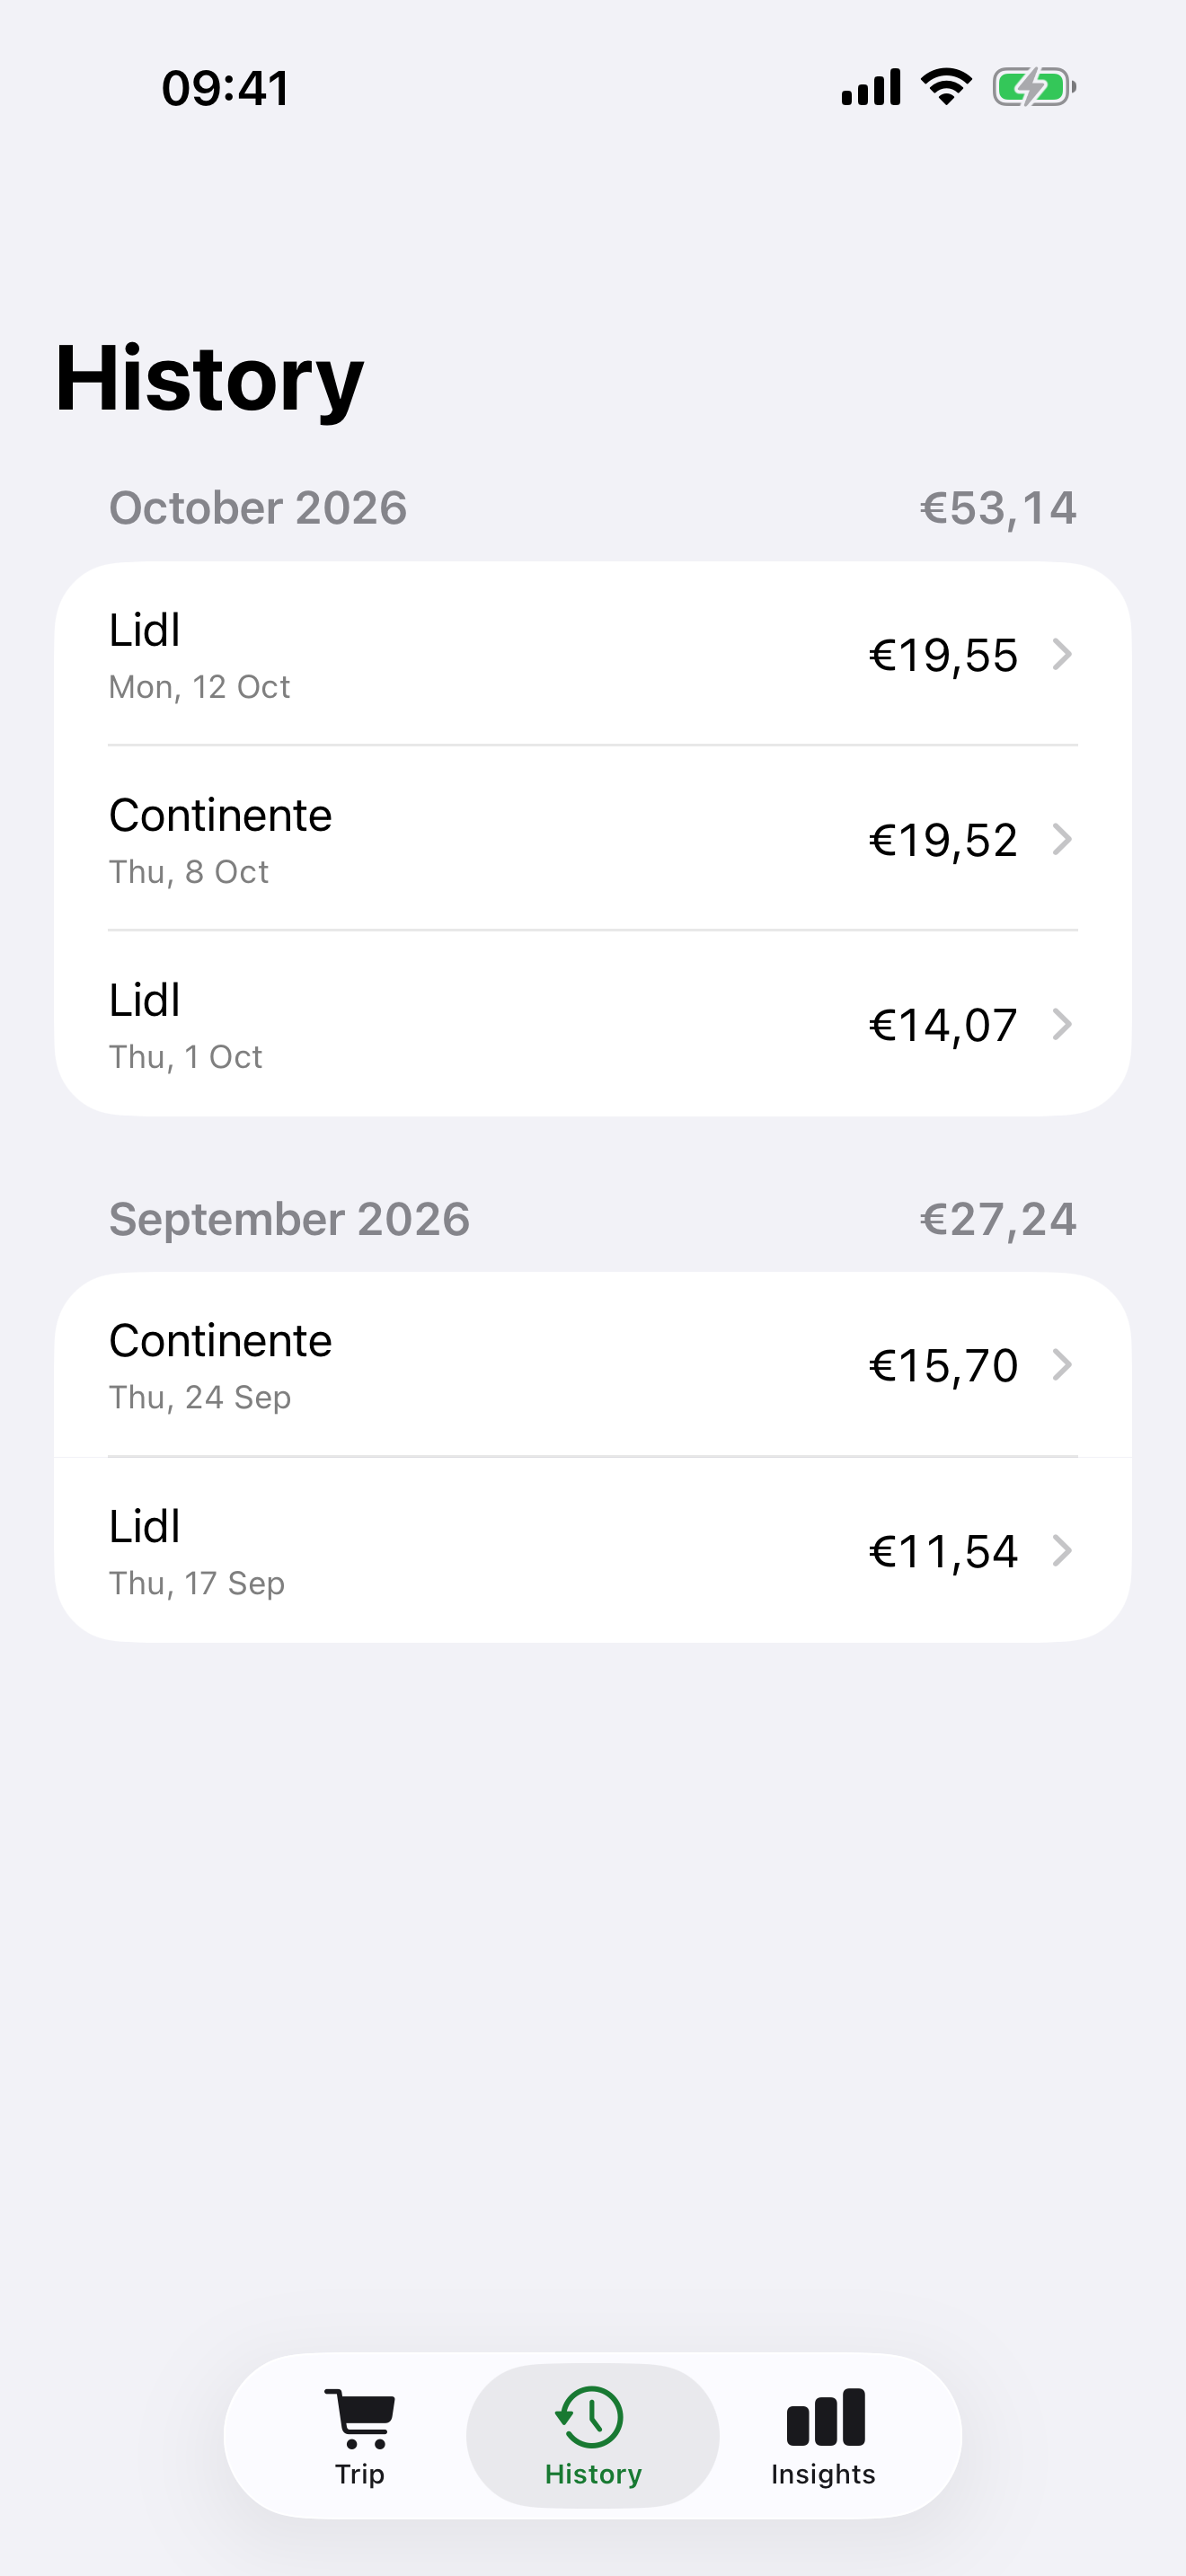 09:41
History
October 2026 €53,14
Lidl
Mon, 12 Oct
€19,55
Continente
Thu, 8 Oct
€19,52
Lidl
Thu, 1 Oct
€14,07
September 2026 €27,24
Continente
Thu, 24 Sep
€15,70
Lidl
Thu, 17 Sep
€11,54
Trip History Insights